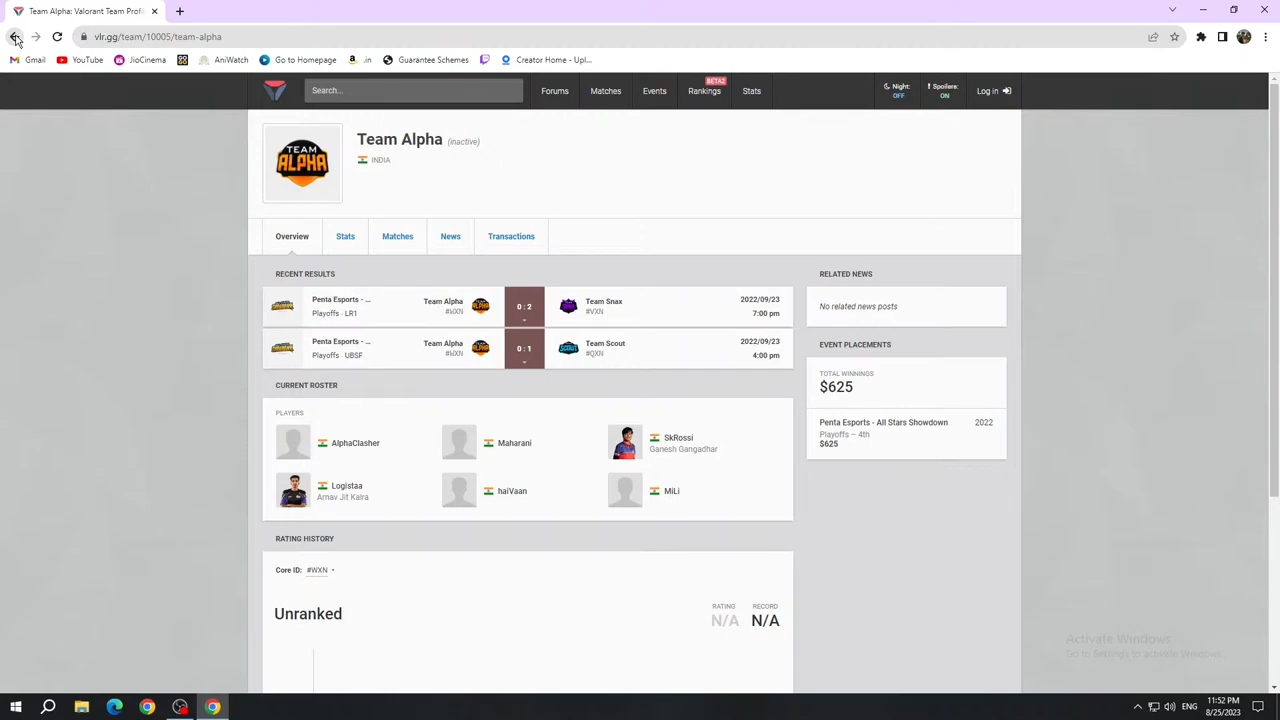 Team Alpha: Valorant Team Profi
vlr.gg/team/10005/team-alpha
Gmail YouTube JioCinema AniWatch Go to Homepage .in Guarantee Schemes Creator Home - Upl...
Search... Forums Matches Events Rankings BETA2 Stats Night: OFF Spoilers: ON Log in
TEAM ALPHA
Team Alpha (inactive)
INDIA
Overview Stats Matches News Transactions
RECENT RESULTS
Penta Esports - ... Team Alpha 0 : 2 Team Snax 2022/09/23
Playoffs · LR1 #WXN #VXN 7:00 pm
Penta Esports - ... Team Alpha 0 : 1 Team Scout 2022/09/23
Playoffs · UBSF #WXN #QXN 4:00 pm
CURRENT ROSTER
PLAYERS
AlphaClasher Maharani SkRossi
Ganesh Gangadhar
Logistaa haiVaan MiLi
Arnav Jit Kalra
RATING HISTORY
Core ID: #WXN
Unranked
RATING RECORD
N/A N/A
RELATED NEWS
No related news posts
EVENT PLACEMENTS
TOTAL WINNINGS
$625
Penta Esports - All Stars Showdown 2022
Playoffs – 4th
$625
Activate Windows
Go to Settings to activate Windows.
ENG 11:52 PM
8/25/2023